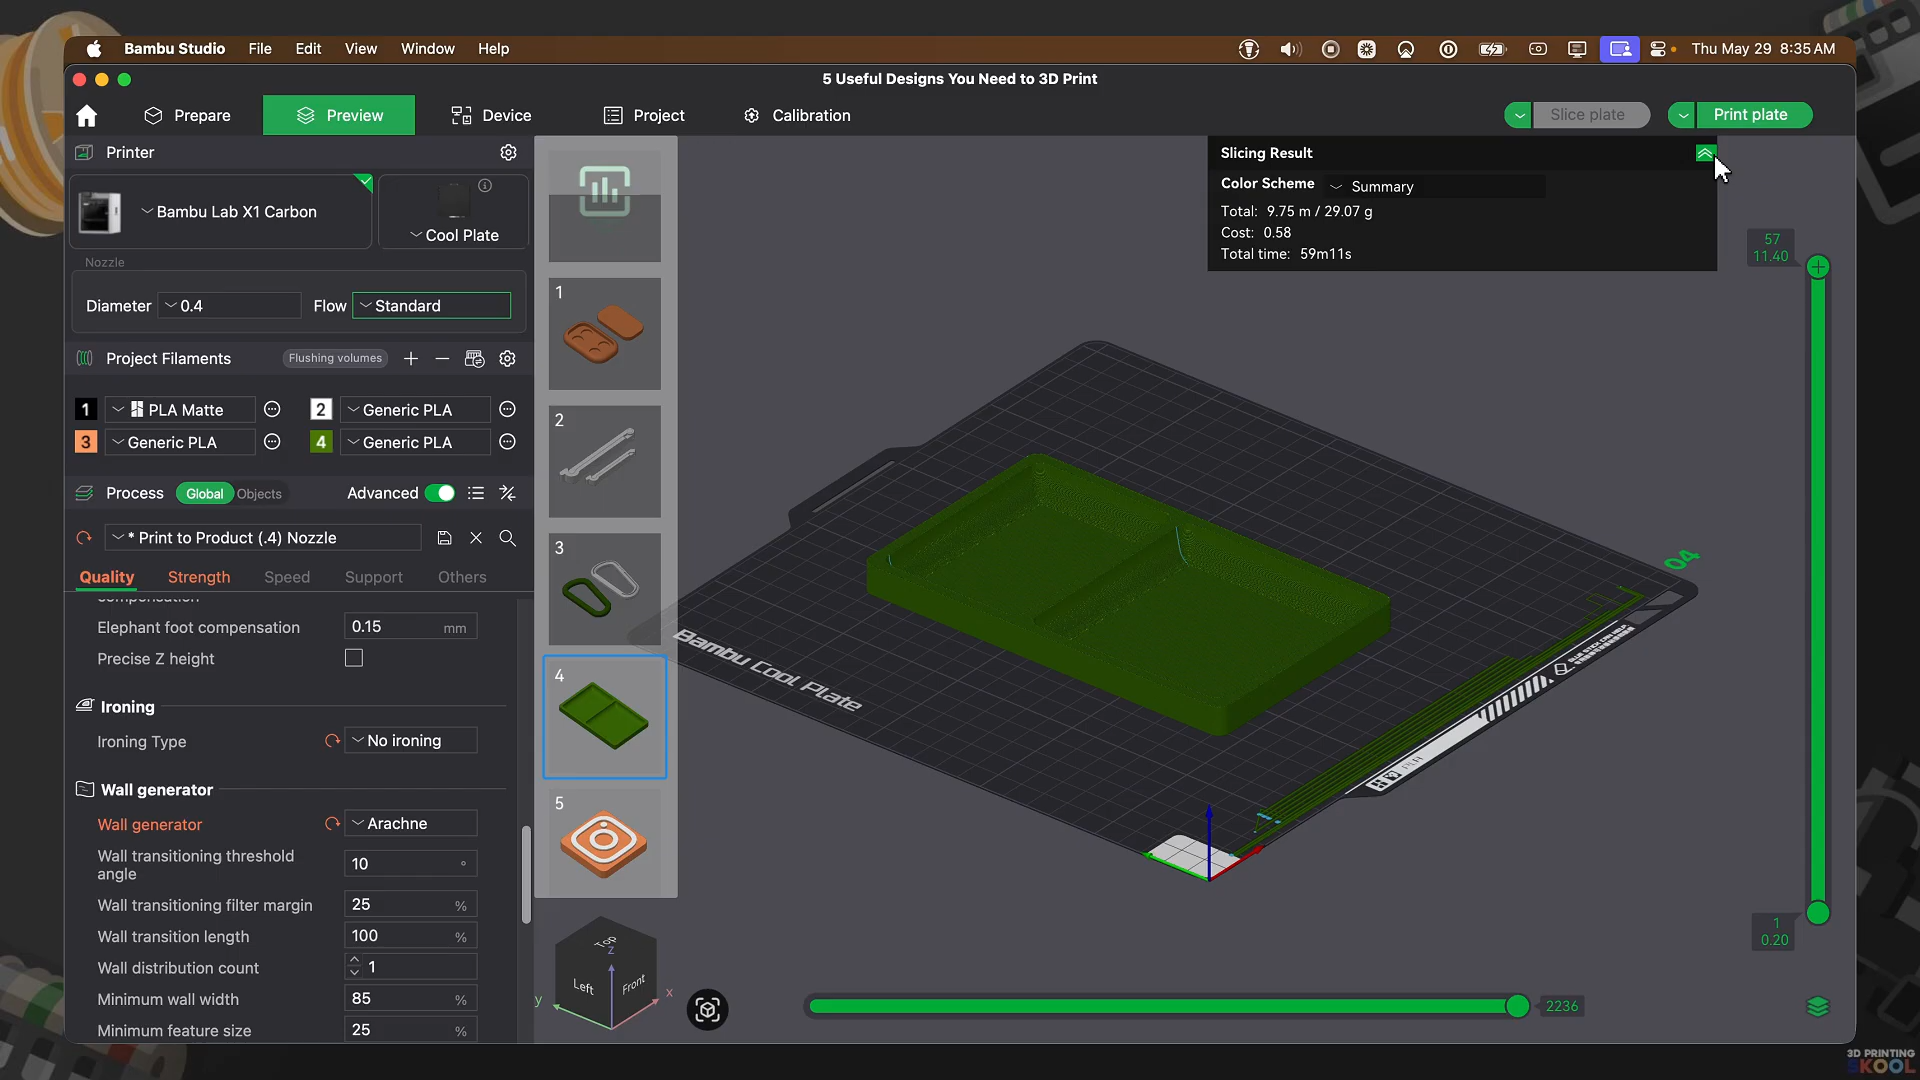 Bambu Studio File Edit View Window Help Thu May 29 8:35 AM
5 Useful Designs You Need to 3D Print
Prepare Preview Device Project Calibration Slice plate Print plate
Printer
Bambu Lab X1 Carbon
Cool Plate
Nozzle
Diameter 0.4 Flow Standard
Project Filaments Flushing volumes
1 PLA Matte 2 Generic PLA
3 Generic PLA 4 Generic PLA
Process Global Objects Advanced
* Print to Product (.4) Nozzle
Quality Strength Speed Support Others
compensation
Elephant foot compensation 0.15 mm
Precise Z height
Ironing
Ironing Type No ironing
Wall generator
Wall generator Arachne
Wall transitioning threshold
angle 10 °
Wall transitioning filter margin 25 %
Wall transition length 100 %
Wall distribution count 1
Minimum wall width 85 %
Minimum feature size 25 %
1
2
3
4
5
Slicing Result
Color Scheme Summary
Total: 9.75 m / 29.07 g
Cost: 0.58
Total time: 59m11s
57
11.40
04
Bambu Cool Plate
PLA
1
0.20
Top
Left
Front
z
y
x
2236
3D PRINTING
SKOOL